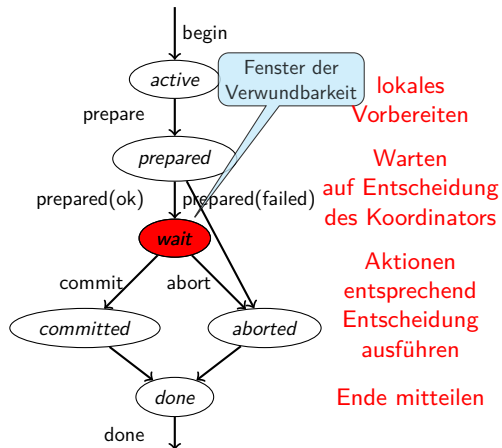 begin
Fenster der
Verwundbarkeit
active
lokales
Vorbereiten
prepare
prepared
Warten
auf Entscheidung
des Koordinators
prepared(ok)
prepared(failed)
wait
commit
abort
Aktionen
entsprechend
Entscheidung
ausführen
committed
aborted
done
Ende mitteilen
done